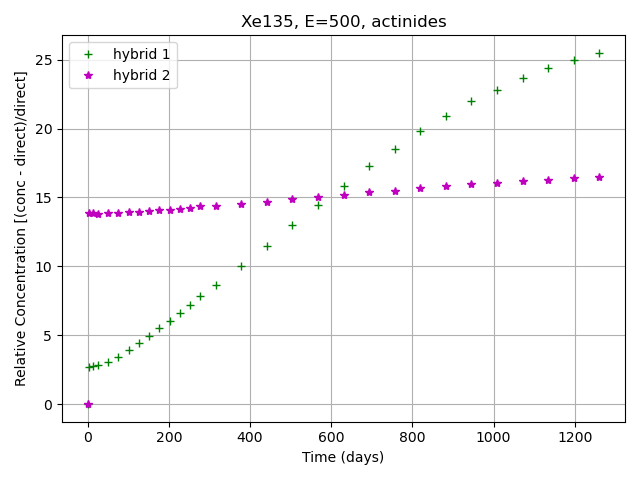 Xe135, E=500, actinides
hybrid 1
hybrid 2
Relative Concentration [(conc - direct)/direct]
25
20
15
10
5
0
0 200 400 600 800 1000 1200
Time (days)